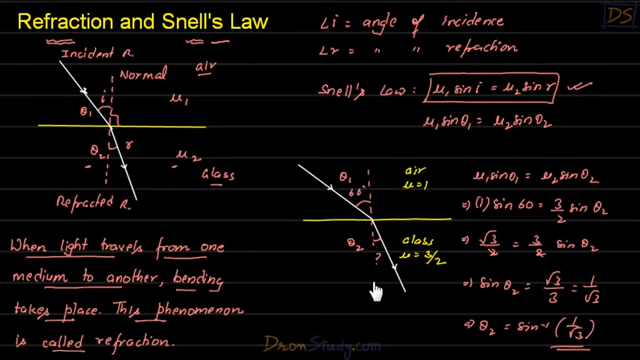 Refraction and Snell's Law
DS
Incident R.
Normal
air
i
θ1
μ1
θ2
r
μ2
Glass
Refracted R.
When light travels from one
medium to another, bending
takes place. This phenomenon
is called refraction.
∠i = angle of incidence
∠r = " " refraction
Snell's Law: μ1 sin i = μ2 sin r
μ1 sin θ1 = μ2 sin θ2
θ1
60°
air
μ=1
θ2
?
Glass
μ = 3/2
μ1 sin θ1 = μ2 sin θ2
⇒ (1) sin 60 = 3/2 sin θ2
⇒ √3/2 = 3/2 sin θ2
⇒ sin θ2 = √3/3 = 1/√3
⇒ θ2 = sin⁻¹ (1/√3)
DronStudy.com